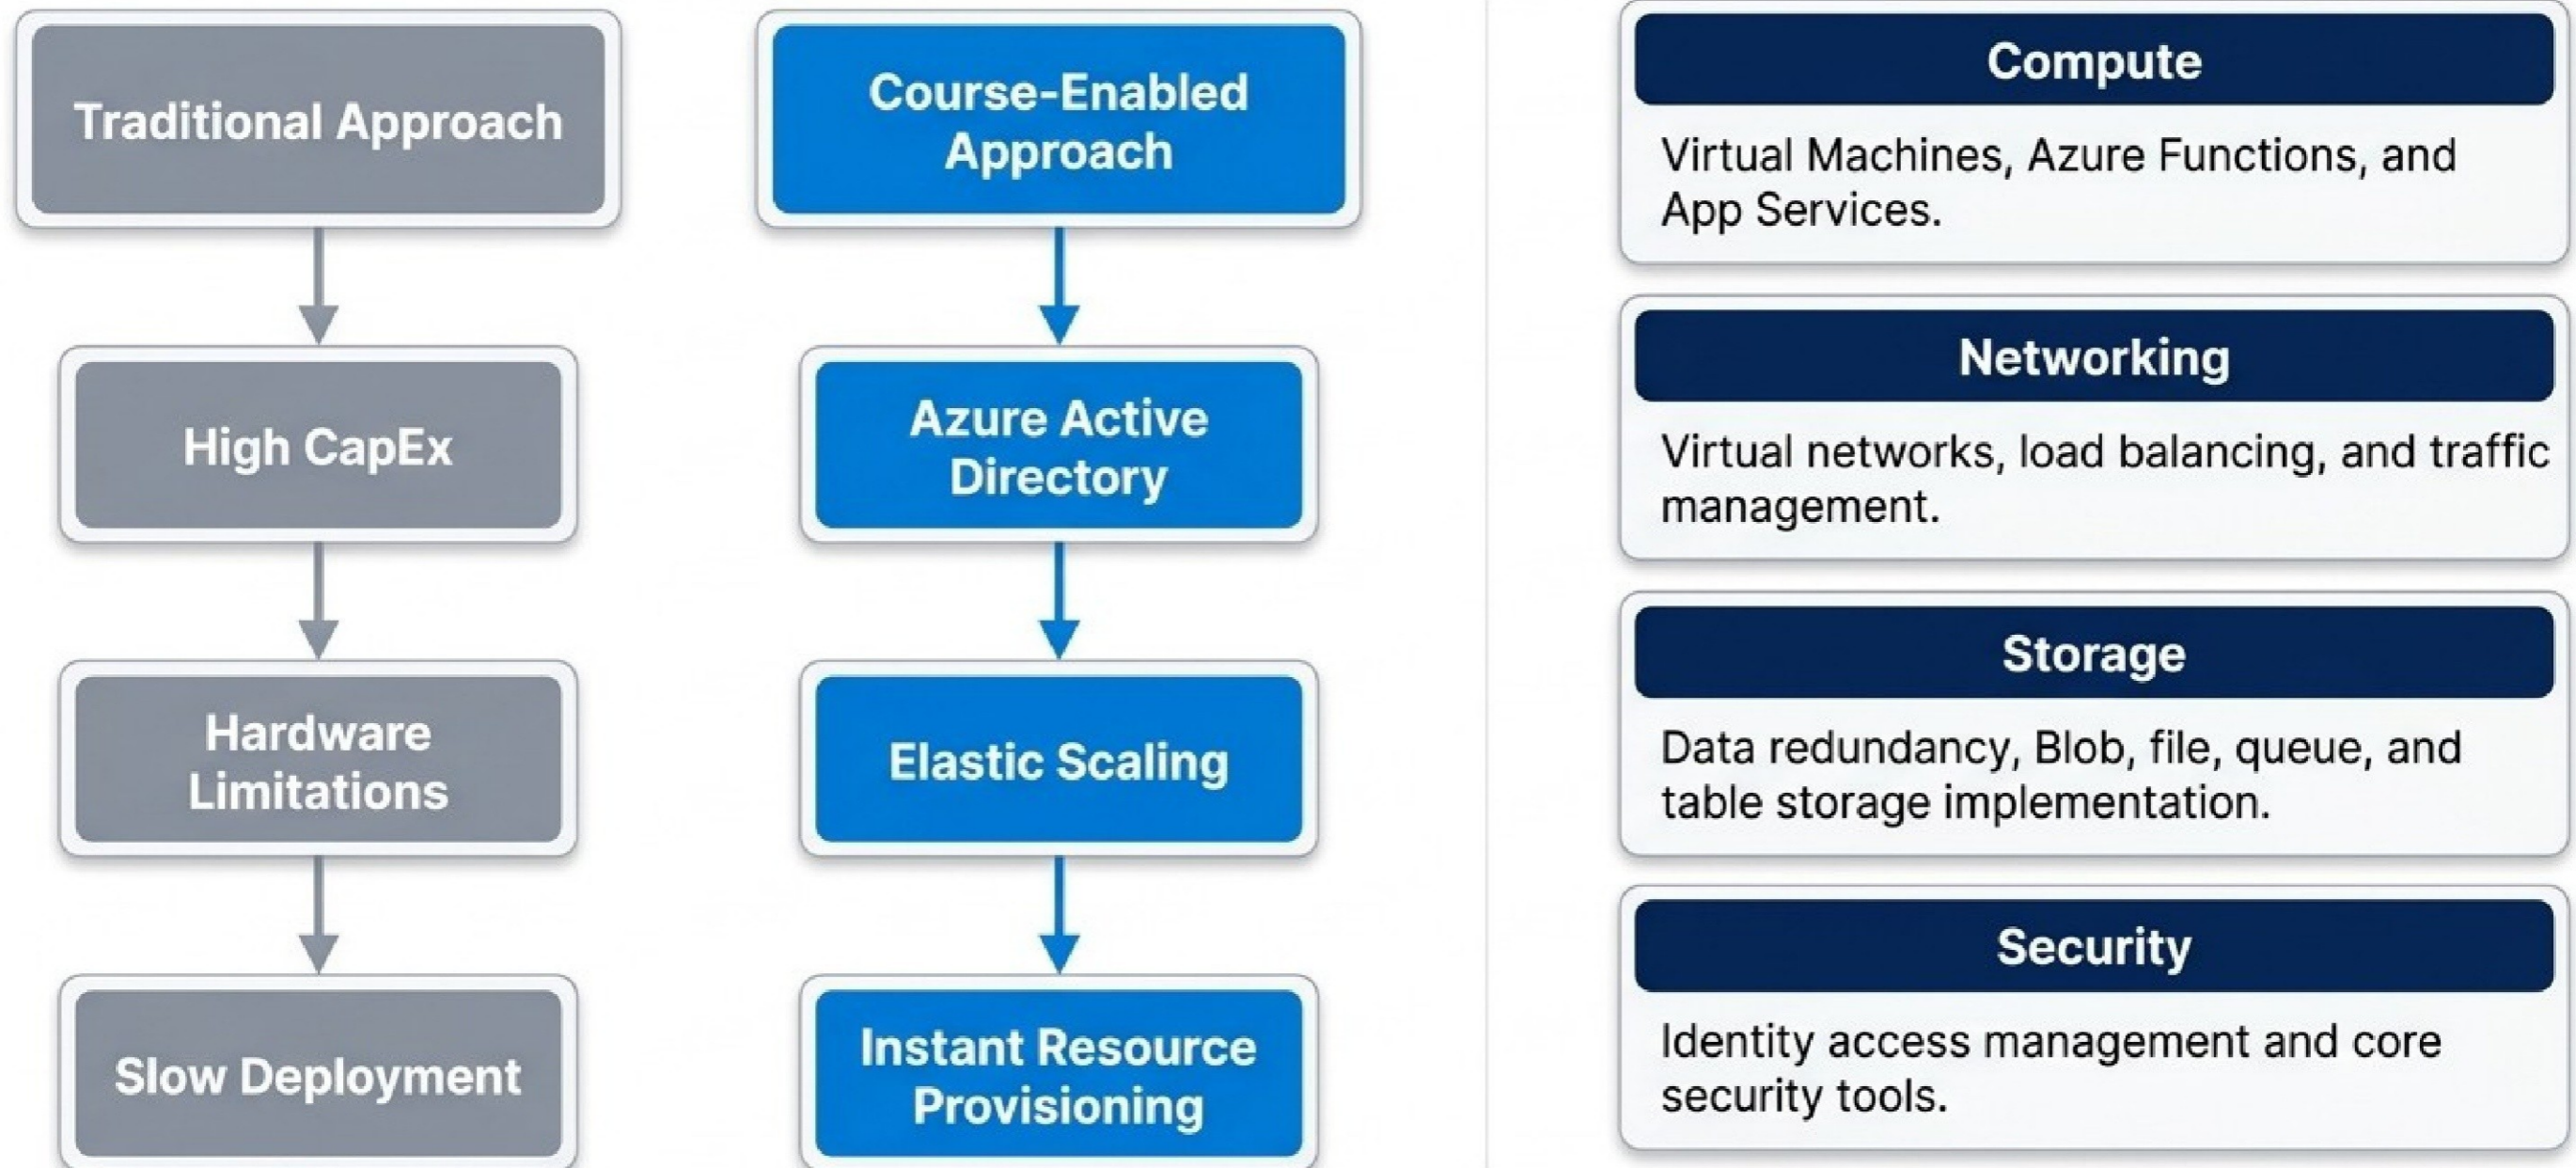 Traditional Approach
High CapEx
Hardware
Limitations
Slow Deployment
Course-Enabled
Approach
Azure Active
Directory
Elastic Scaling
Instant Resource
Provisioning
Compute
Virtual Machines, Azure Functions, and
App Services.
Networking
Virtual networks, load balancing, and traffic
management.
Storage
Data redundancy, Blob, file, queue, and
table storage implementation.
Security
Identity access management and core
security tools.